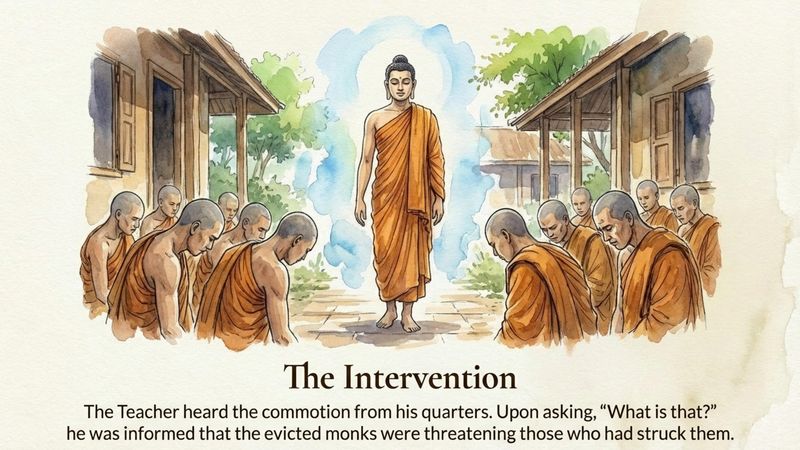 The Intervention
The Teacher heard the commotion from his quarters. Upon asking, “What is that?”
he was informed that the evicted monks were threatening those who had struck them.